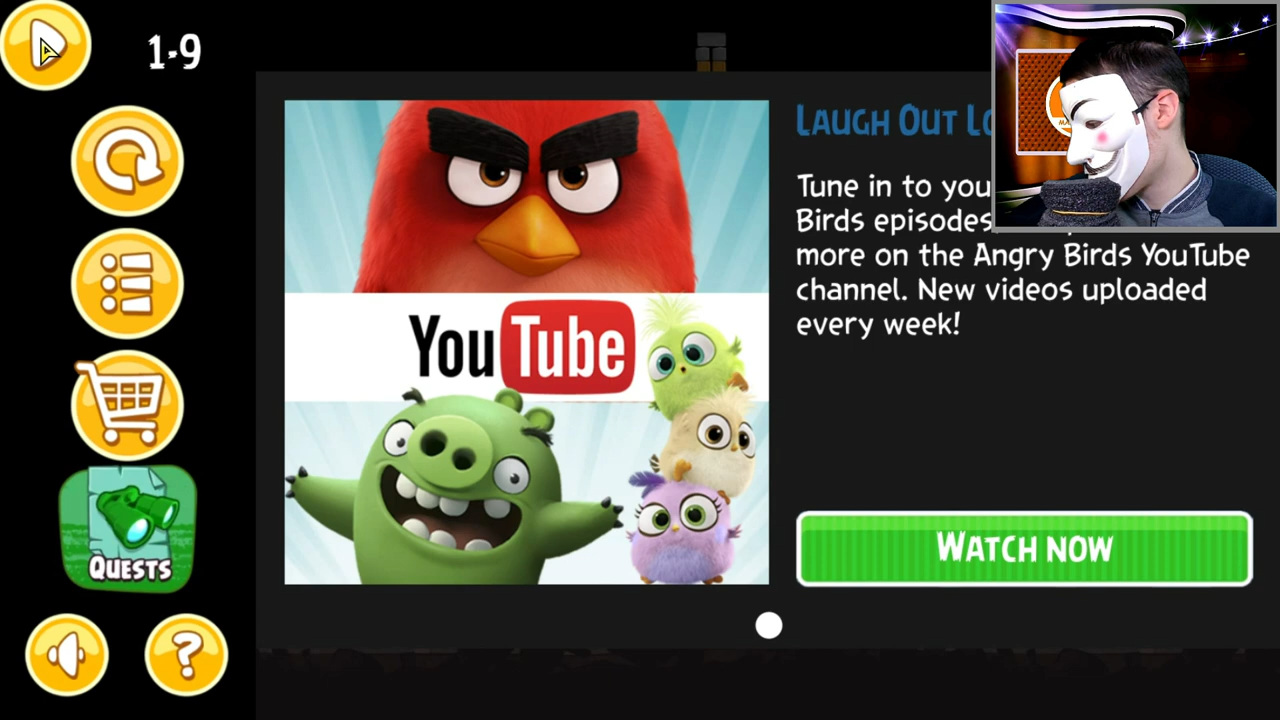 1-9
LAUGH OUT
Tune in to you
Birds episodes
more on the Angry Birds YouTube
channel. New videos uploaded
every week!
YouTube
WATCH NOW
QUESTS
?